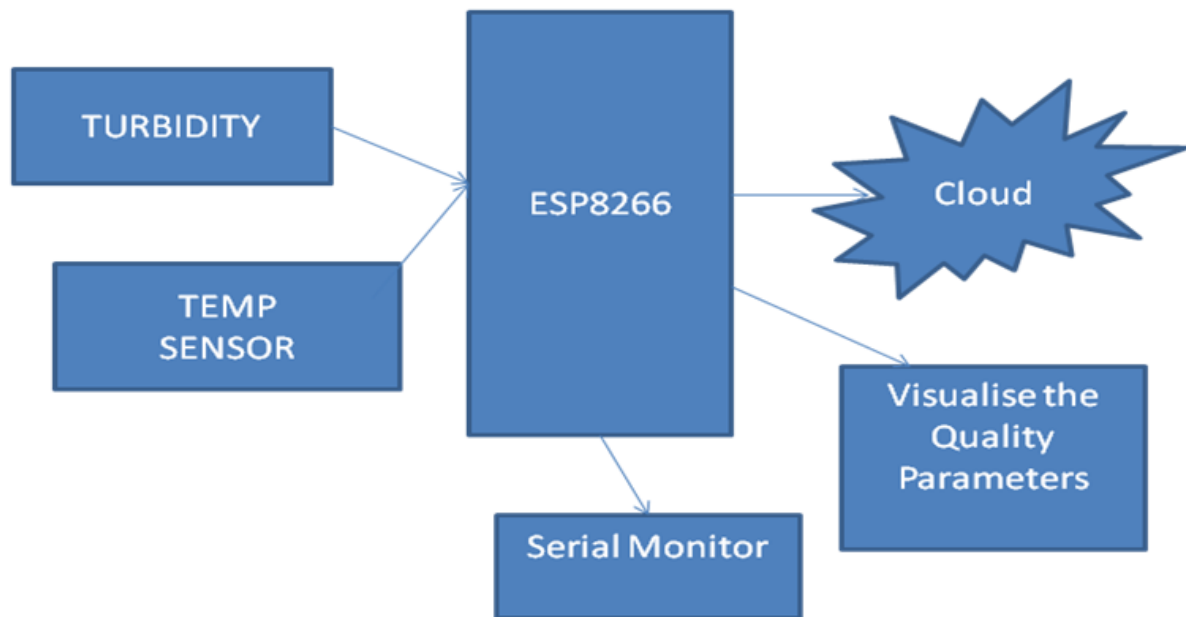 TURBIDITY
ESP8266
Cloud
TEMP
SENSOR
Visualise the
Quality
Parameters
Serial Monitor